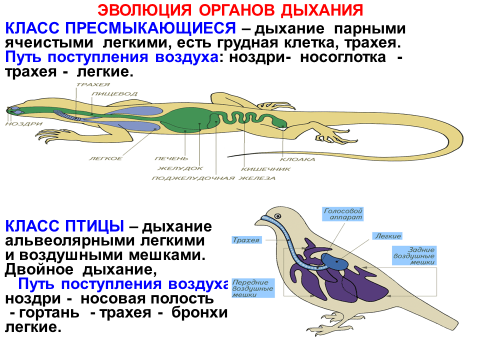 ЭВОЛЮЦИЯ ОРГАНОВ ДЫХАНИЯ
КЛАСС ПРЕСМЫКАЮЩИЕСЯ – дыхание парными
ячеистыми легкими, есть грудная клетка, трахея.
Путь поступления воздуха: ноздри- носоглотка -
трахея - легкие.
ТРАХЕЯ
ПИЩЕВОД
НОЗДРИ
ЛЕГКОЕ
ПЕЧЕНЬ
КЛОАКА
ЖЕЛУДОК
КИШЕЧНИК
ПОДЖЕЛУДОЧНАЯ ЖЕЛЕЗА
КЛАСС ПТИЦЫ – дыхание
альвеолярными легкими
и воздушными мешками.
Двойное дыхание,
Путь поступления воздуха
ноздри - носовая полость
- гортань - трахея - бронхи
легкие.
Голосовой
аппарат
Трахея
Легкие
Задние
воздушные
мешки
Передние
воздушные
мешки